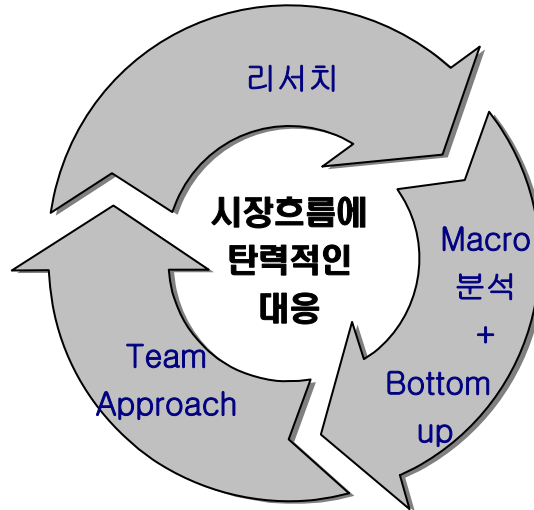 리서치
시장흐름에
탄력적인
대응
Macro
분석
+
Bottom
up
Team
Approach